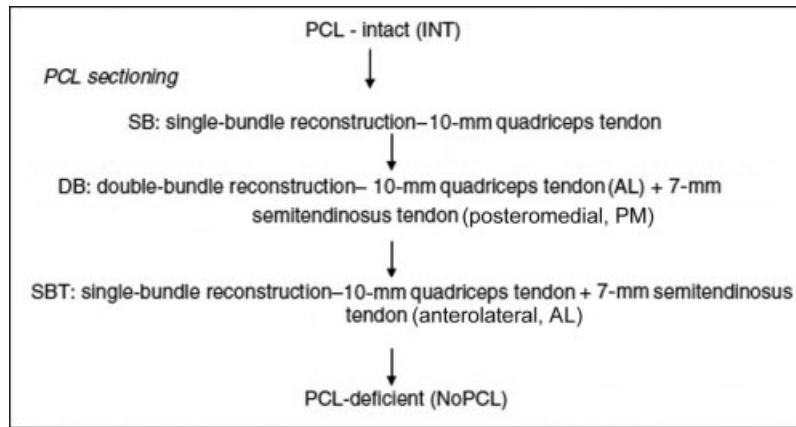 PCL - intact (INT)
PCL sectioning
SB: single-bundle reconstruction–10-mm quadriceps tendon
DB: double-bundle reconstruction– 10-mm quadriceps tendon (AL) + 7-mm
semitendinosus tendon (posteromedial, PM)
SBT: single-bundle reconstruction–10-mm quadriceps tendon + 7-mm semitendinosus
tendon (anterolateral, AL)
PCL-deficient (NoPCL)